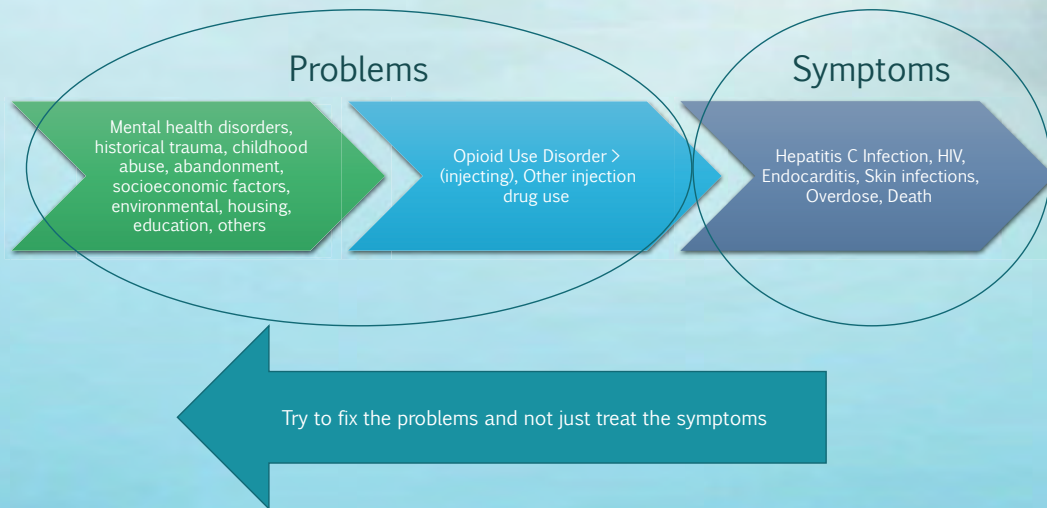 Problems
Symptoms
Mental health disorders,
historical trauma, childhood
abuse, abandonment,
socioeconomic factors,
environmental, housing,
education, others
Opioid Use Disorder >
(injecting), Other injection
drug use
Hepatitis C Infection, HIV,
Endocarditis, Skin infections,
Overdose, Death
Try to fix the problems and not just treat the symptoms